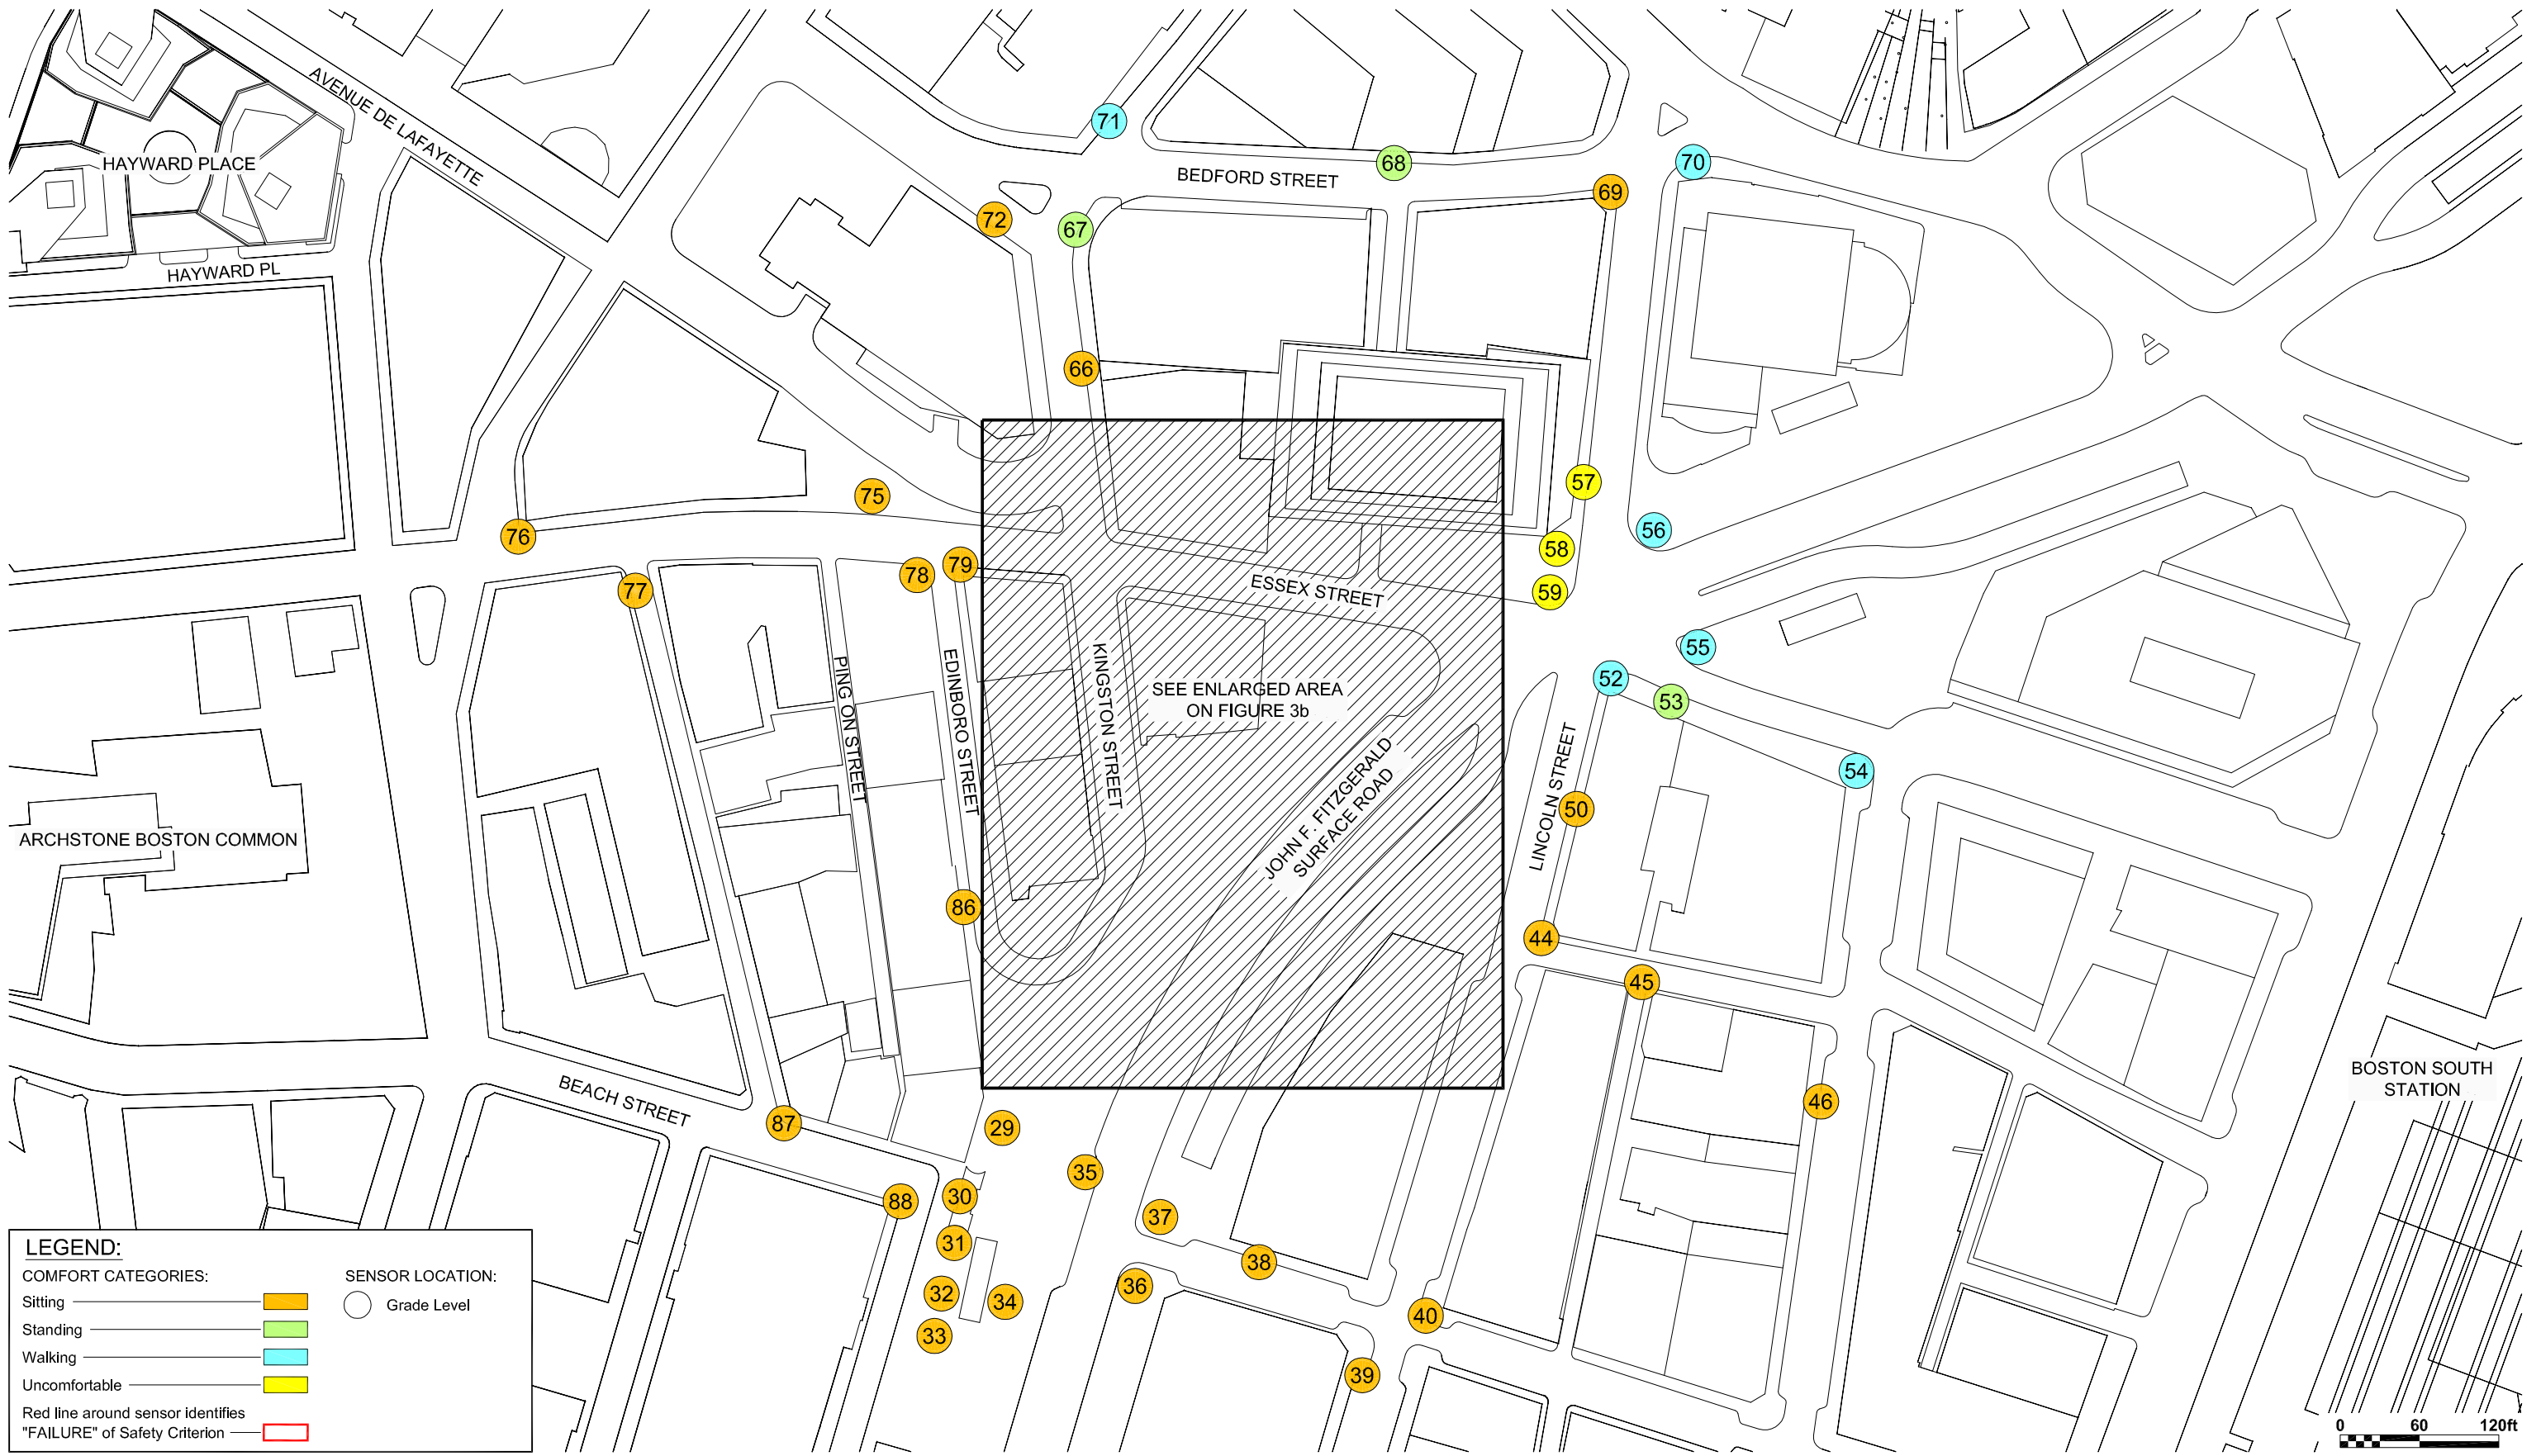 AVENUE DE LAFAYETTE
HAYWARD PLACE
HAYWARD PL
BEDFORD STREET
71
68
70
69
72
67
66
75
76
77
78
79
57
56
58
59
ESSEX STREET
55
52
53
54
50
44
45
46
SEE ENLARGED AREA
ON FIGURE 3b
PING ON STREET
EDINBORO STREET
KINGSTON STREET
JOHN F. FITZGERALD
SURFACE ROAD
LINCOLN STREET
ARCHSTONE BOSTON COMMON
86
BEACH STREET
BOSTON SOUTH
STATION
87
88
29
30
31
32
33
34
35
36
37
38
39
40
LEGEND:
COMFORT CATEGORIES:
Sitting
Standing
Walking
Uncomfortable
Red line around sensor identifies
"FAILURE" of Safety Criterion
SENSOR LOCATION:
Grade Level
0 60 120ft